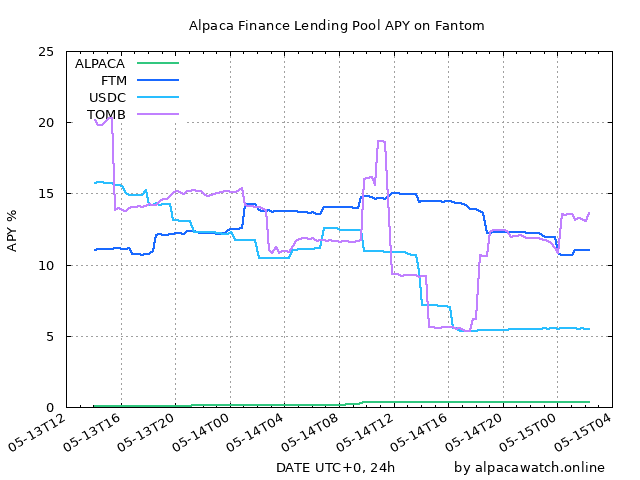 Alpaca Finance Lending Pool APY on Fantom
25
20
15
10
5
0
APY %
ALPACA
FTM
USDC
TOMB
05-13T12
05-13T16
05-13T20
05-14T00
05-14T04
05-14T08
05-14T12
05-14T16
05-14T20
05-15T00
05-15T04
DATE UTC+0, 24h
by alpacawatch.online